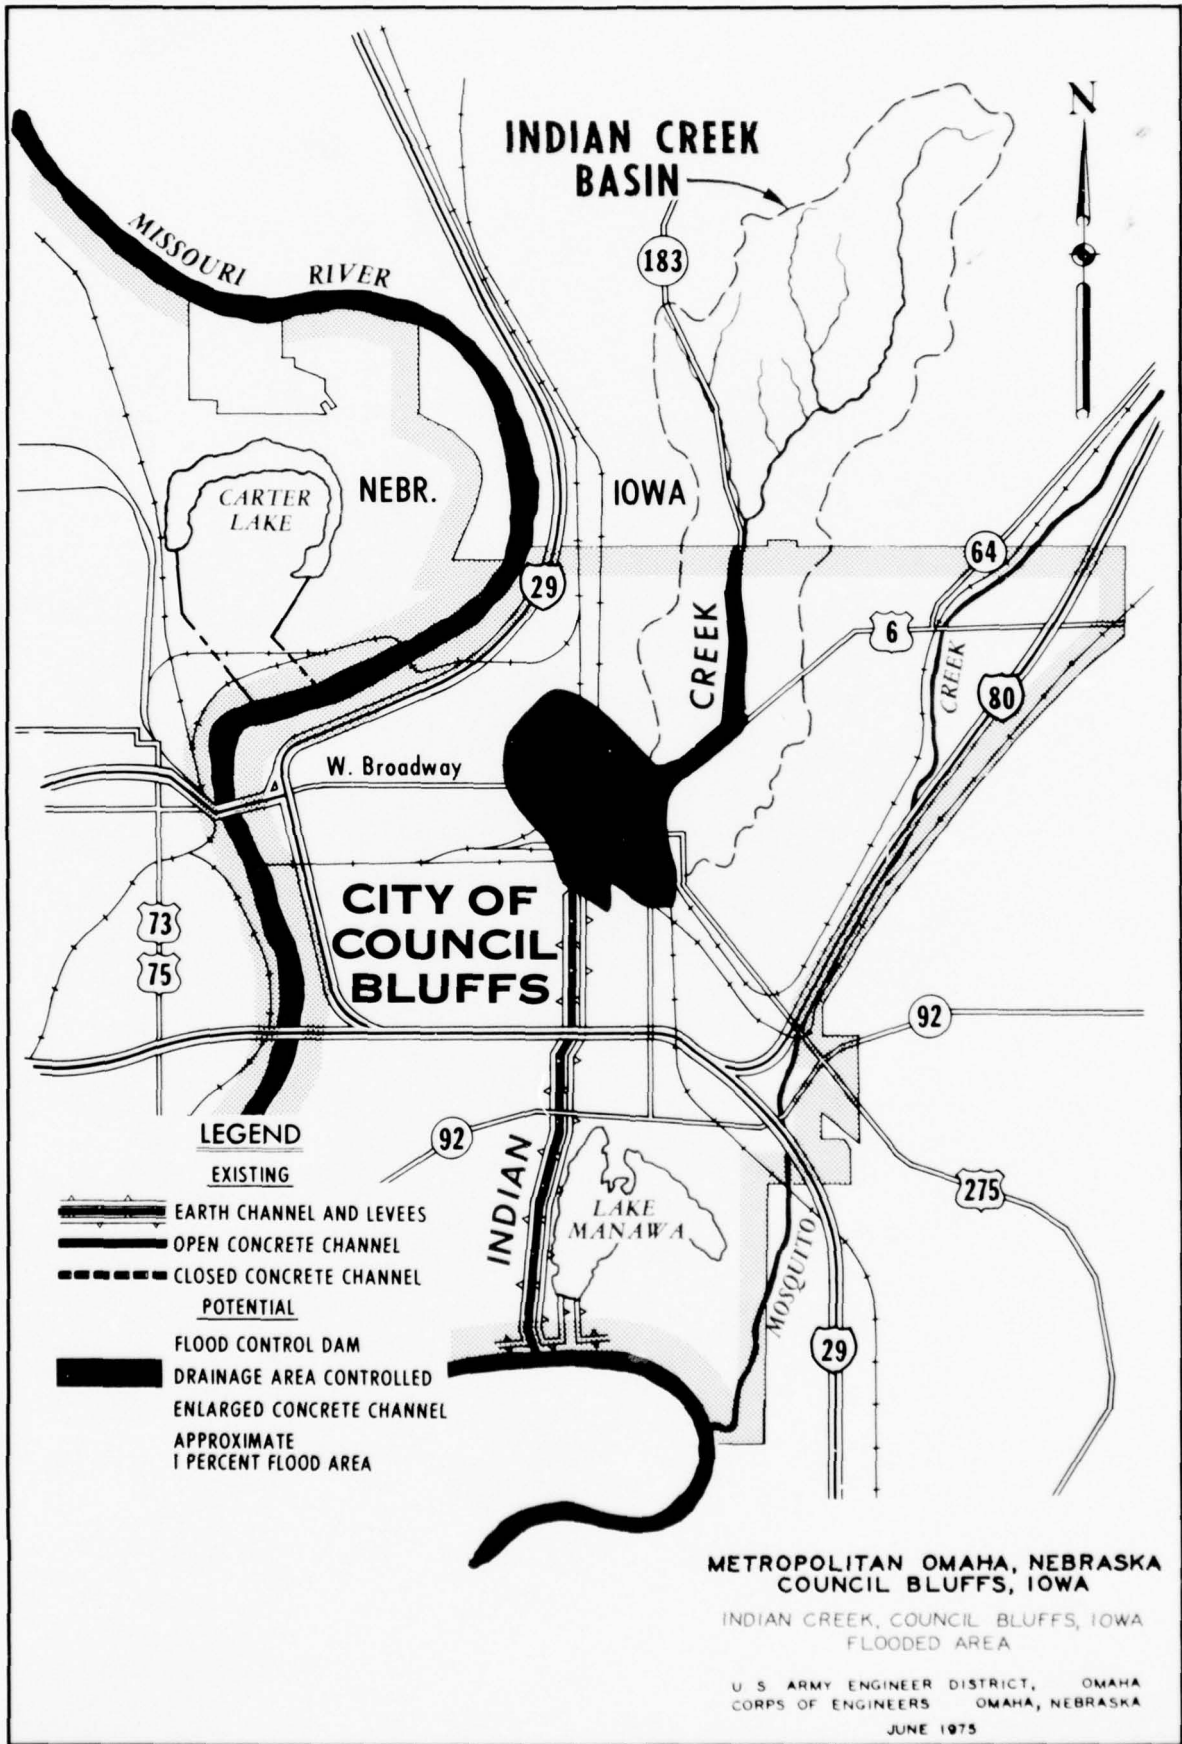 INDIAN CREEK
BASIN
N
MISSOURI RIVER
183
CARTER
LAKE
NEBR.
IOWA
64
29
CREEK
6
CREEK
80
W. Broadway
CITY OF
COUNCIL
BLUFFS
73
75
92
92
INDIAN
LAKE
MANAWA
275
MOSQUITO
29
LEGEND
EXISTING
EARTH CHANNEL AND LEVEES
OPEN CONCRETE CHANNEL
CLOSED CONCRETE CHANNEL
POTENTIAL
FLOOD CONTROL DAM
DRAINAGE AREA CONTROLLED
ENLARGED CONCRETE CHANNEL
APPROXIMATE
1 PERCENT FLOOD AREA
METROPOLITAN OMAHA, NEBRASKA
COUNCIL BLUFFS, IOWA
INDIAN CREEK, COUNCIL BLUFFS, IOWA
FLOODED AREA
U S ARMY ENGINEER DISTRICT, OMAHA
CORPS OF ENGINEERS OMAHA, NEBRASKA
JUNE 1975